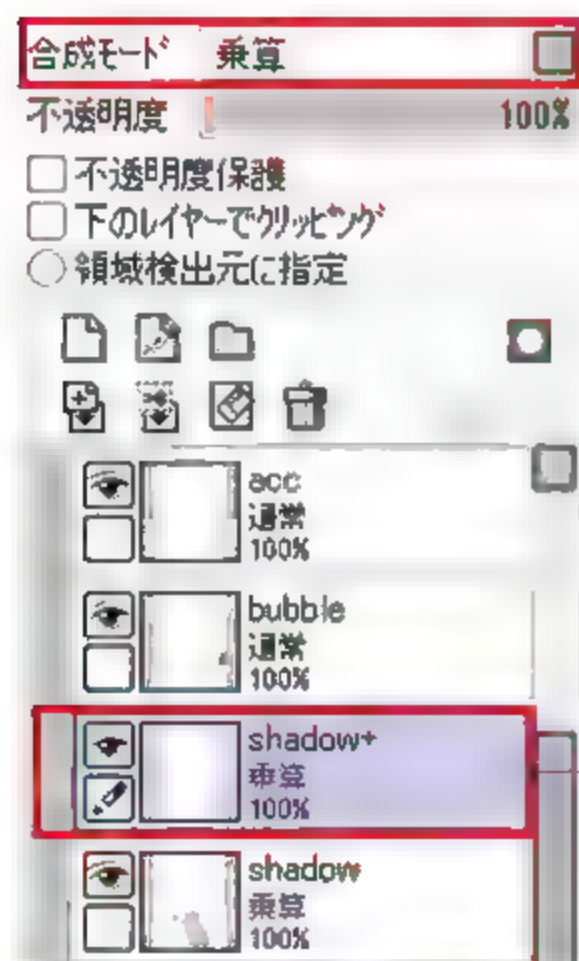 合成モード 乗算
不透明度 100%
不透明度保護
下のレイヤーでクリッピング
領域検出元に指定
acc
通常
100%
bubble
通常
100%
shadow+
乗算
100%
shadow
乗算
100%